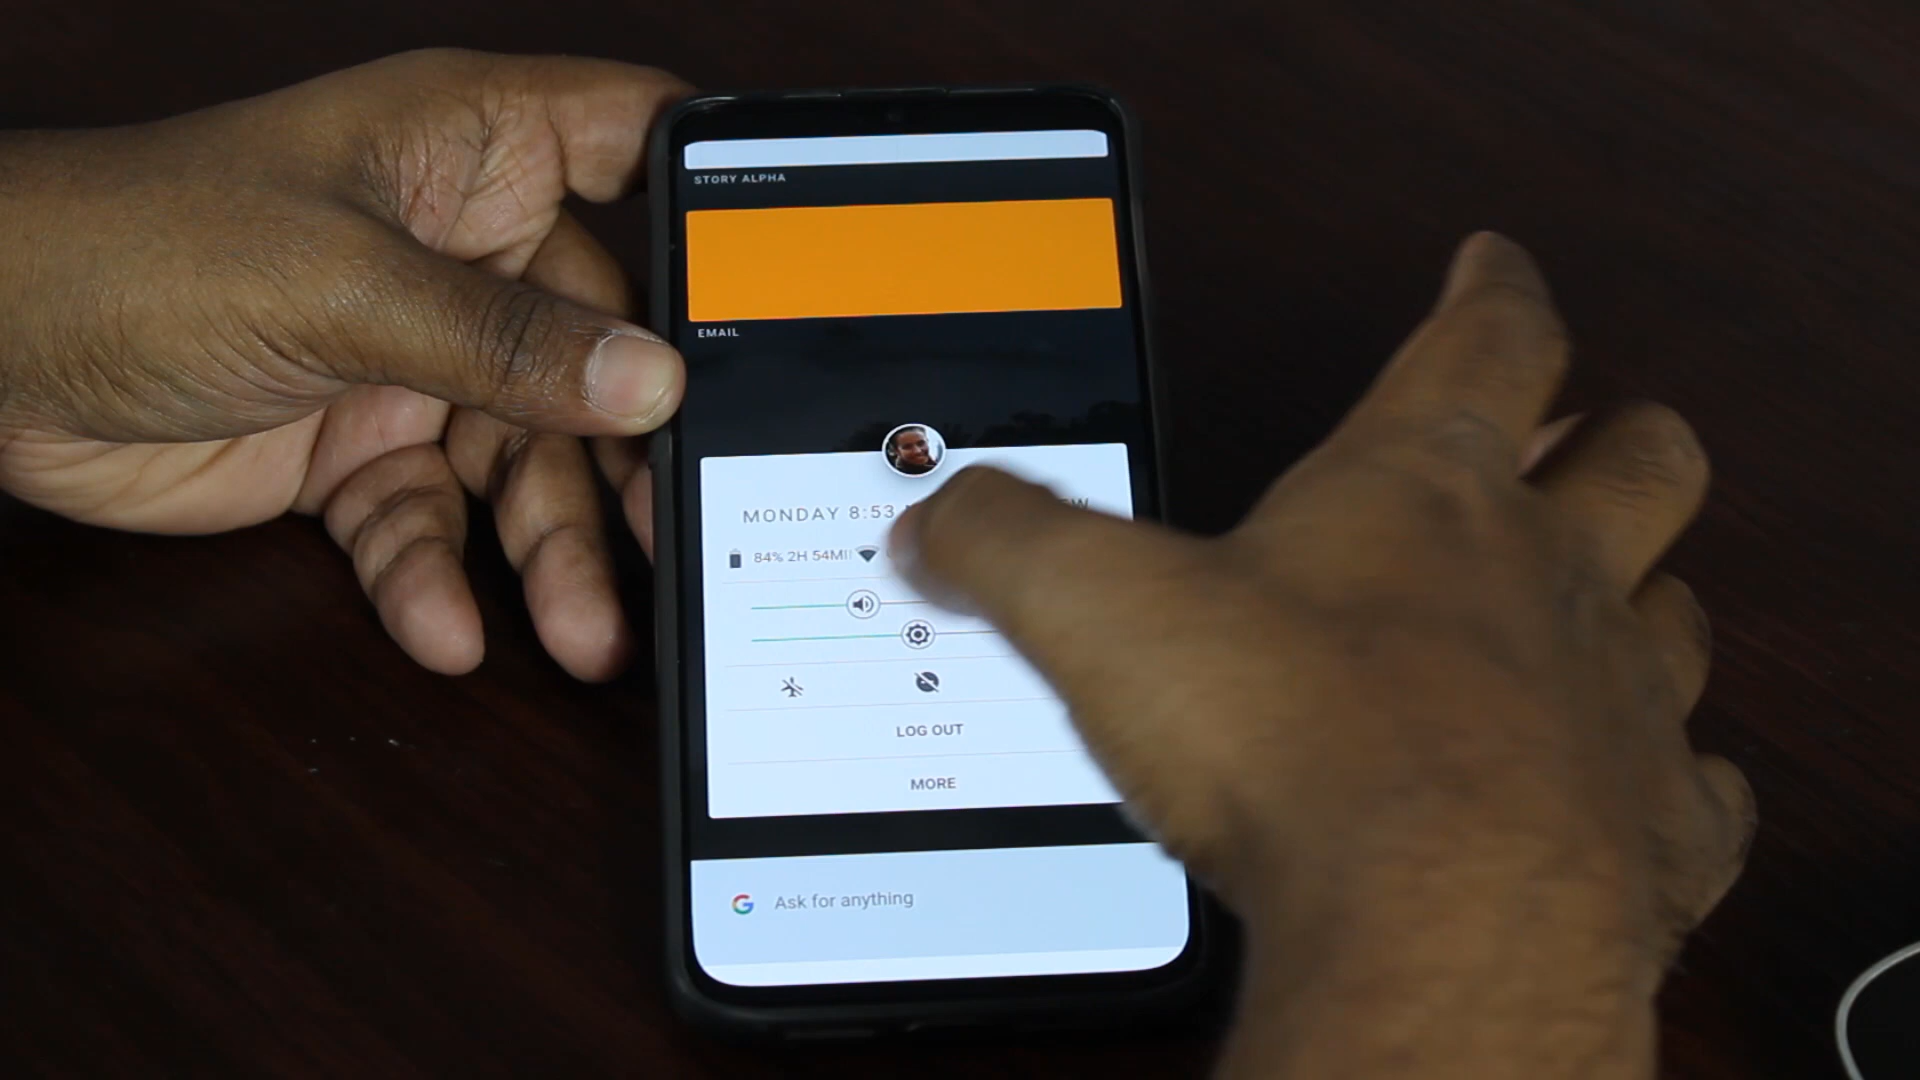 STORY ALPHA
EMAIL
MONDAY 8:53
84% 2H 54MI
LOG OUT
MORE
G Ask for anything